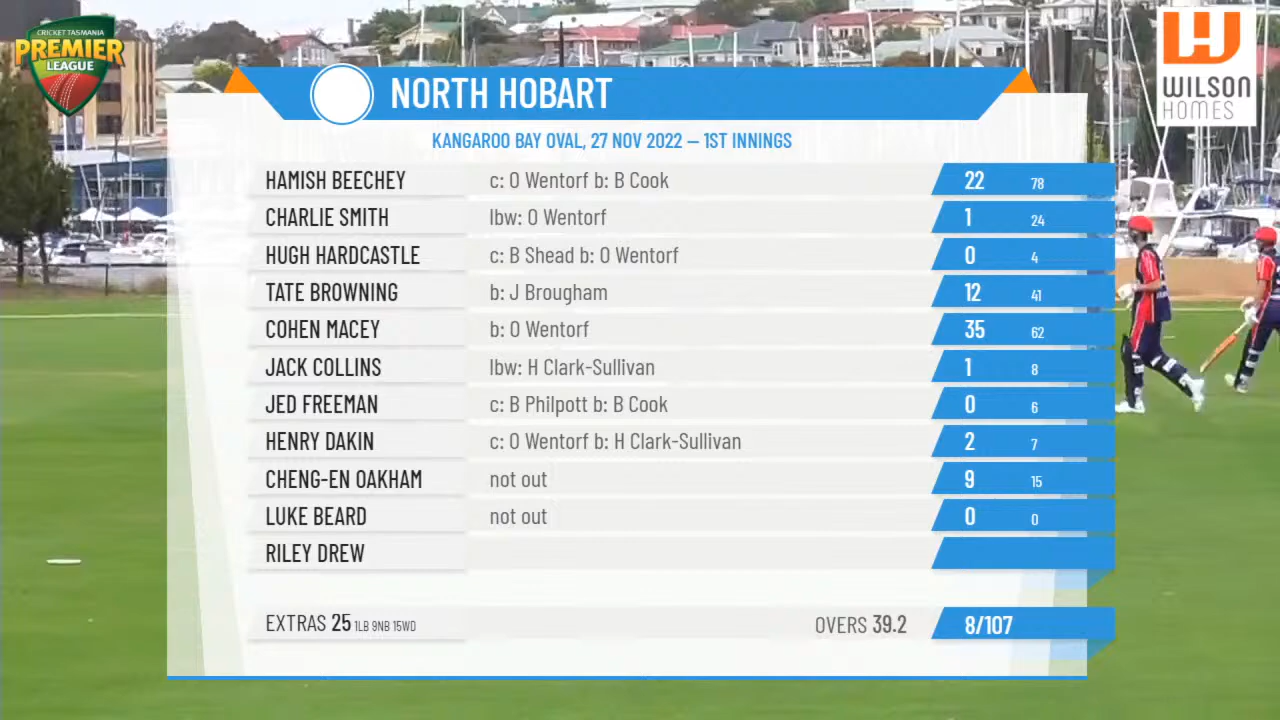 CRICKET TASMANIA
PREMIER
LEAGUE
WILSON
HOMES
NORTH HOBART
KANGAROO BAY OVAL, 27 NOV 2022 – 1ST INNINGS
HAMISH BEECHEY c: O Wentorf b: B Cook 22 78
CHARLIE SMITH lbw: O Wentorf 1 24
HUGH HARDCASTLE c: B Shead b: O Wentorf 0 4
TATE BROWNING b: J Brougham 12 41
COHEN MACEY b: O Wentorf 35 62
JACK COLLINS lbw: H Clark-Sullivan 1 8
JED FREEMAN c: B Philpott b: B Cook 0 6
HENRY DAKIN c: O Wentorf b: H Clark-Sullivan 2 7
CHENG-EN OAKHAM not out 9 15
LUKE BEARD not out 0 0
RILEY DREW
EXTRAS 25 1LB 9NB 15WD OVERS 39.2 8/107